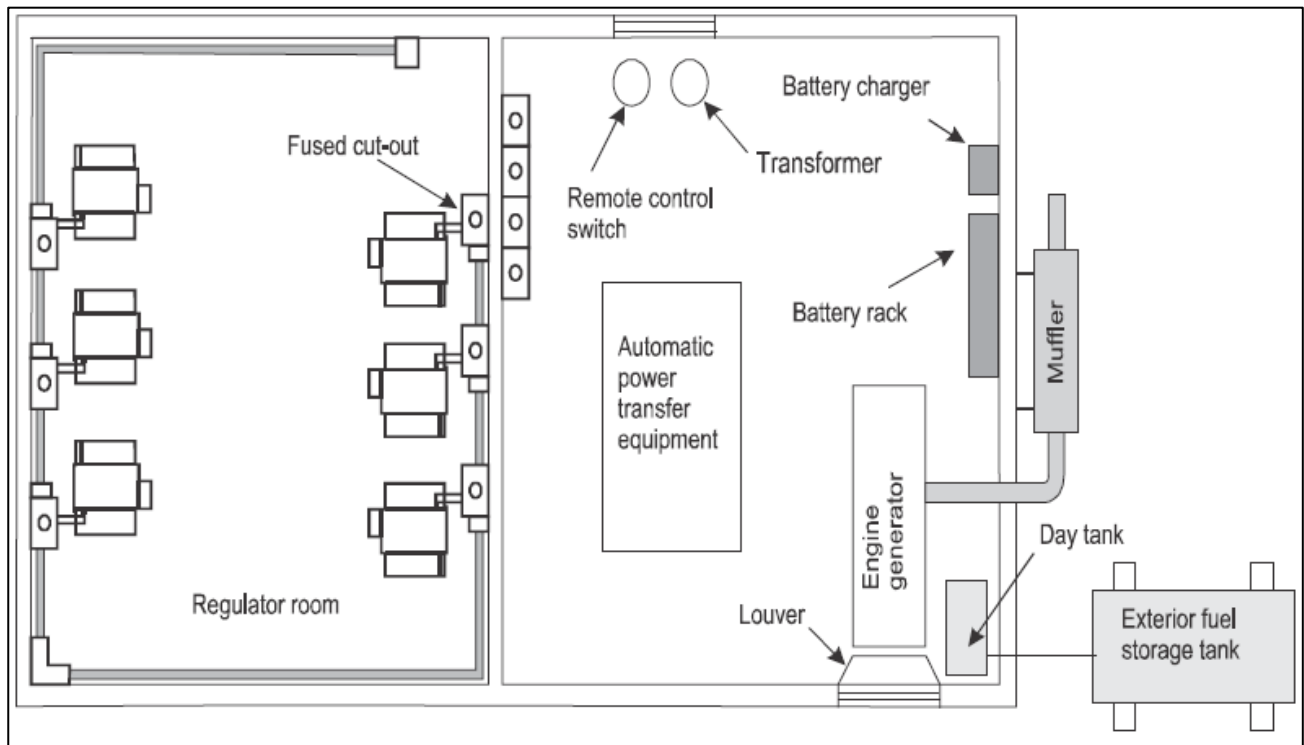 Fused cut-out
Regulator room
Remote control
switch
Transformer
Battery charger
Battery rack
Automatic
power
transfer
equipment
Engine
generator
Muffler
Louver
Day tank
Exterior fuel
storage tank